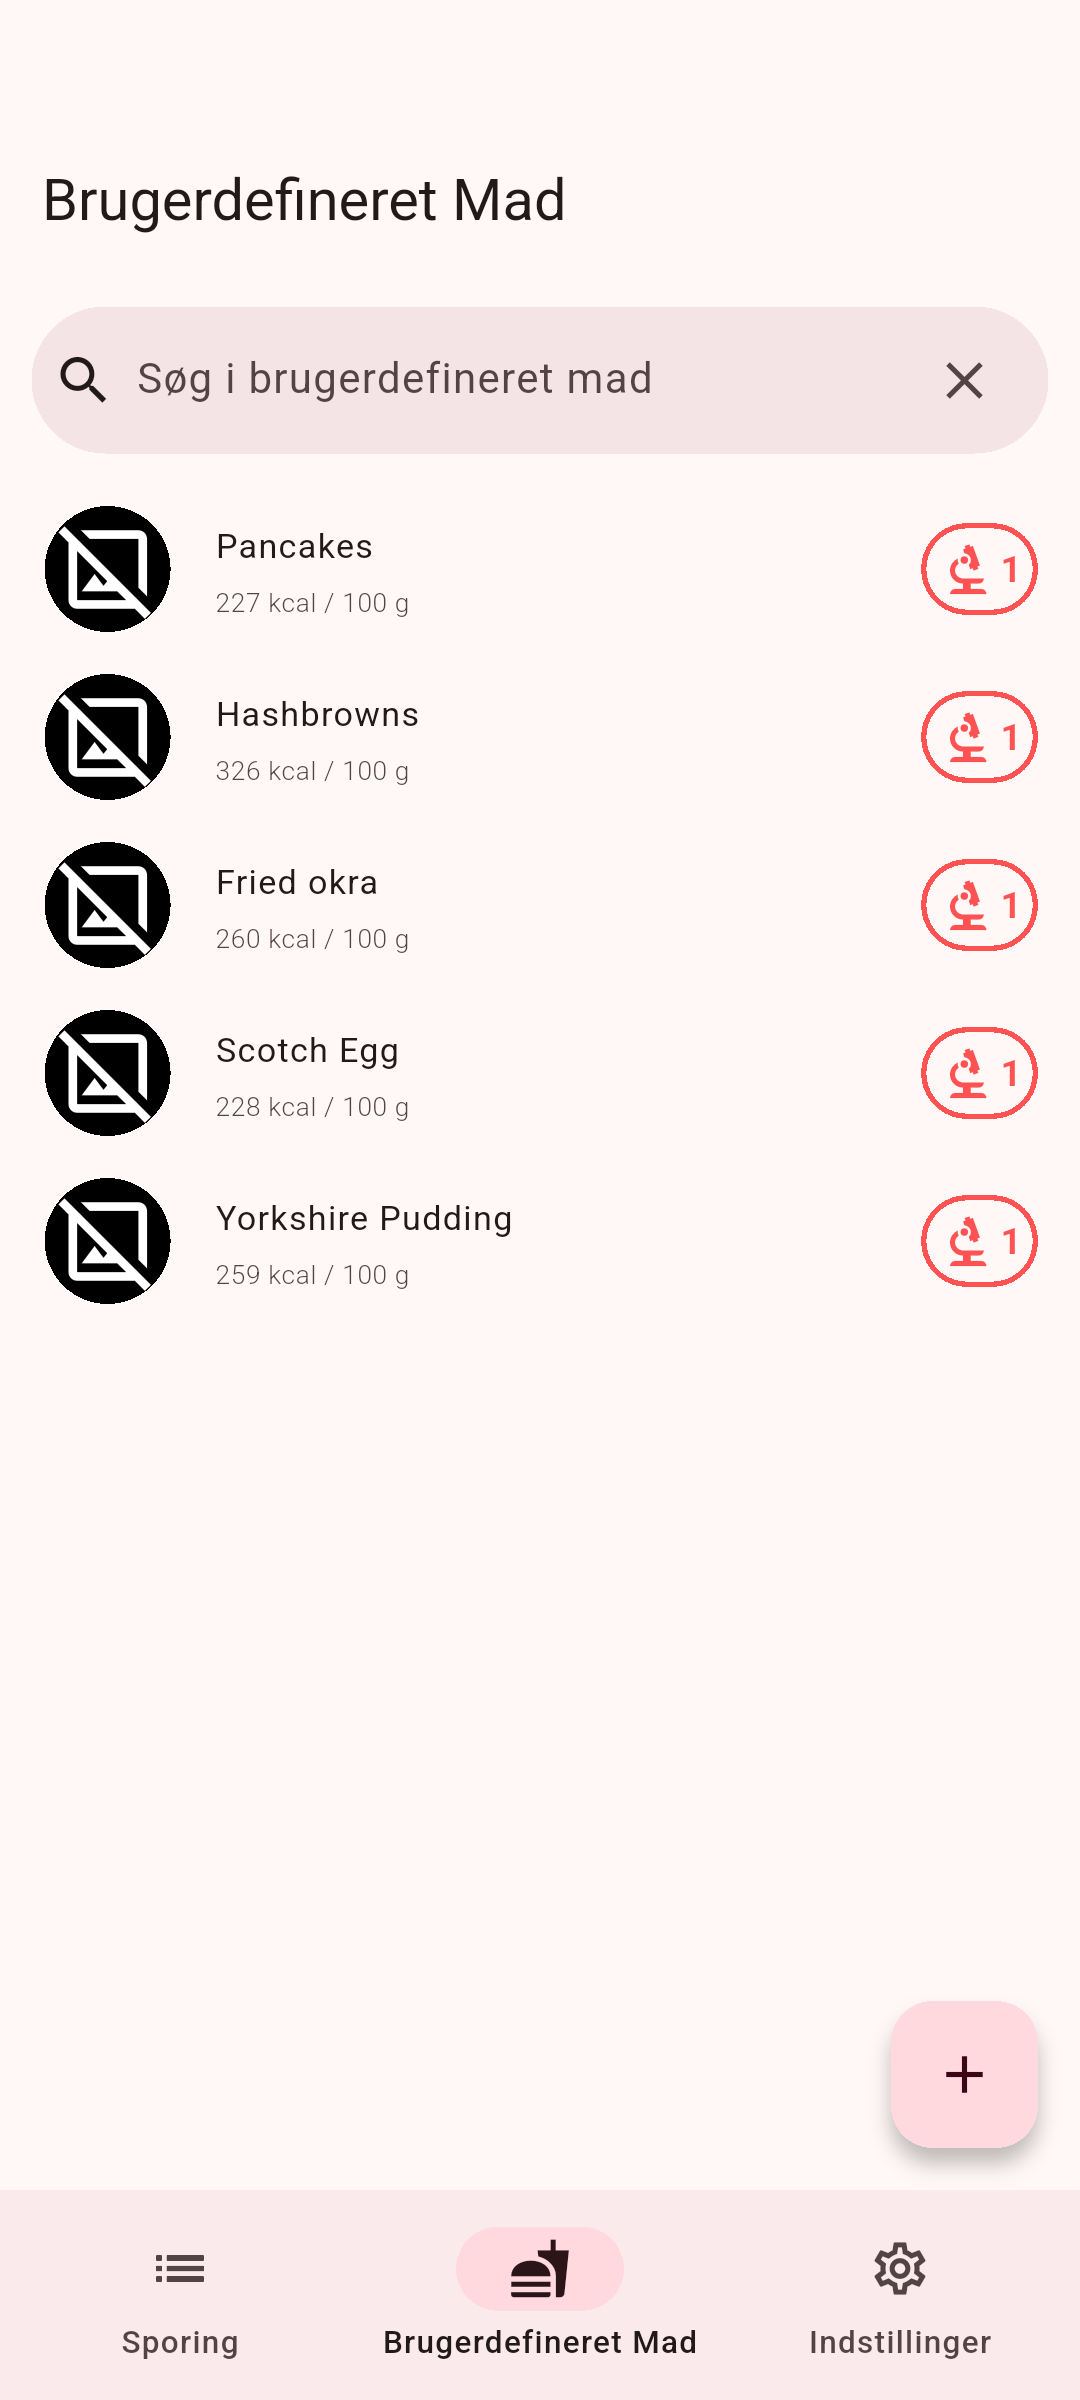 Brugerdefineret Mad
Søg i brugerdefineret mad
Pancakes
227 kcal / 100 g
1
Hashbrowns
326 kcal / 100 g
1
Fried okra
260 kcal / 100 g
1
Scotch Egg
228 kcal / 100 g
1
Yorkshire Pudding
259 kcal / 100 g
1
Sporing
Brugerdefineret Mad
Indstillinger